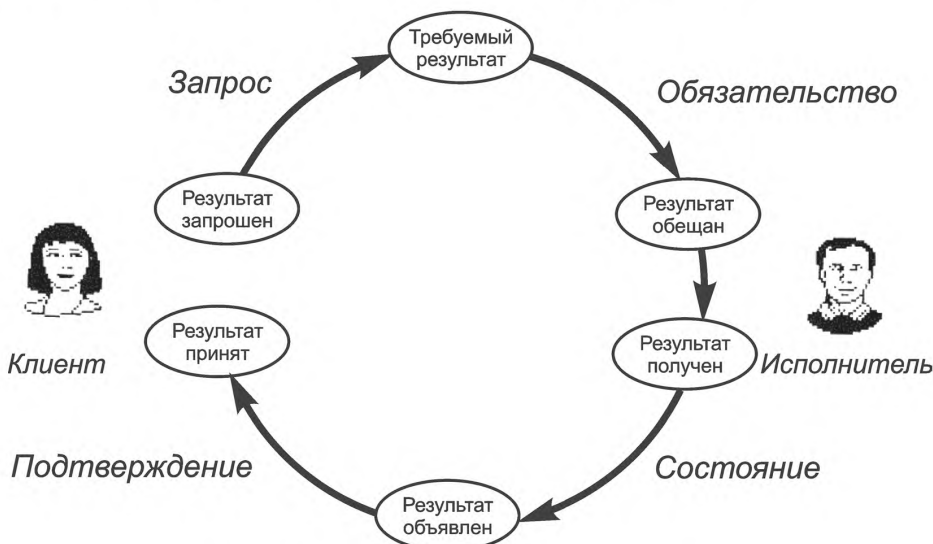 Требуемый
результат
Запрос
Обязательство
Результат
запрошен
Результат
обещан
Клиент
Результат
принят
Результат
получен
Исполнитель
Подтверждение
Состояние
Результат
объявлен